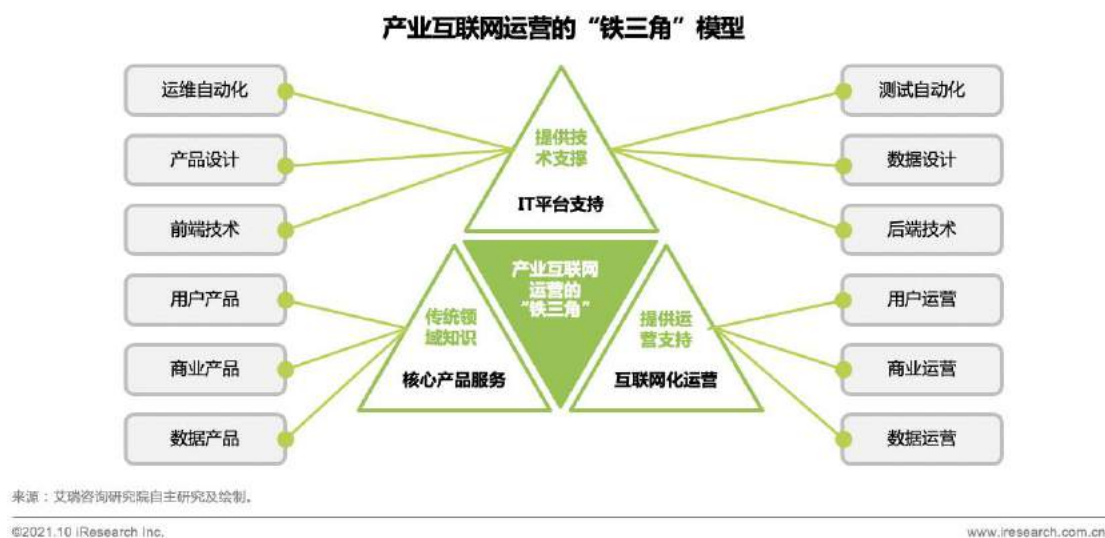 产业互联网运营的“铁三角”模型
运维自动化
产品设计
前端技术
用户产品
商业产品
数据产品
提供技
术支撑
IT平台支持
产业互联网
运营的
“铁三角”
传统领
域知识
核心产品服务
提供运
营支持
互联网化运营
测试自动化
数据设计
后端技术
用户运营
商业运营
数据运营
来源：艾瑞咨询研究院自主研究及绘制。
©2021.10 iResearch Inc.
www.iresearch.com.cn